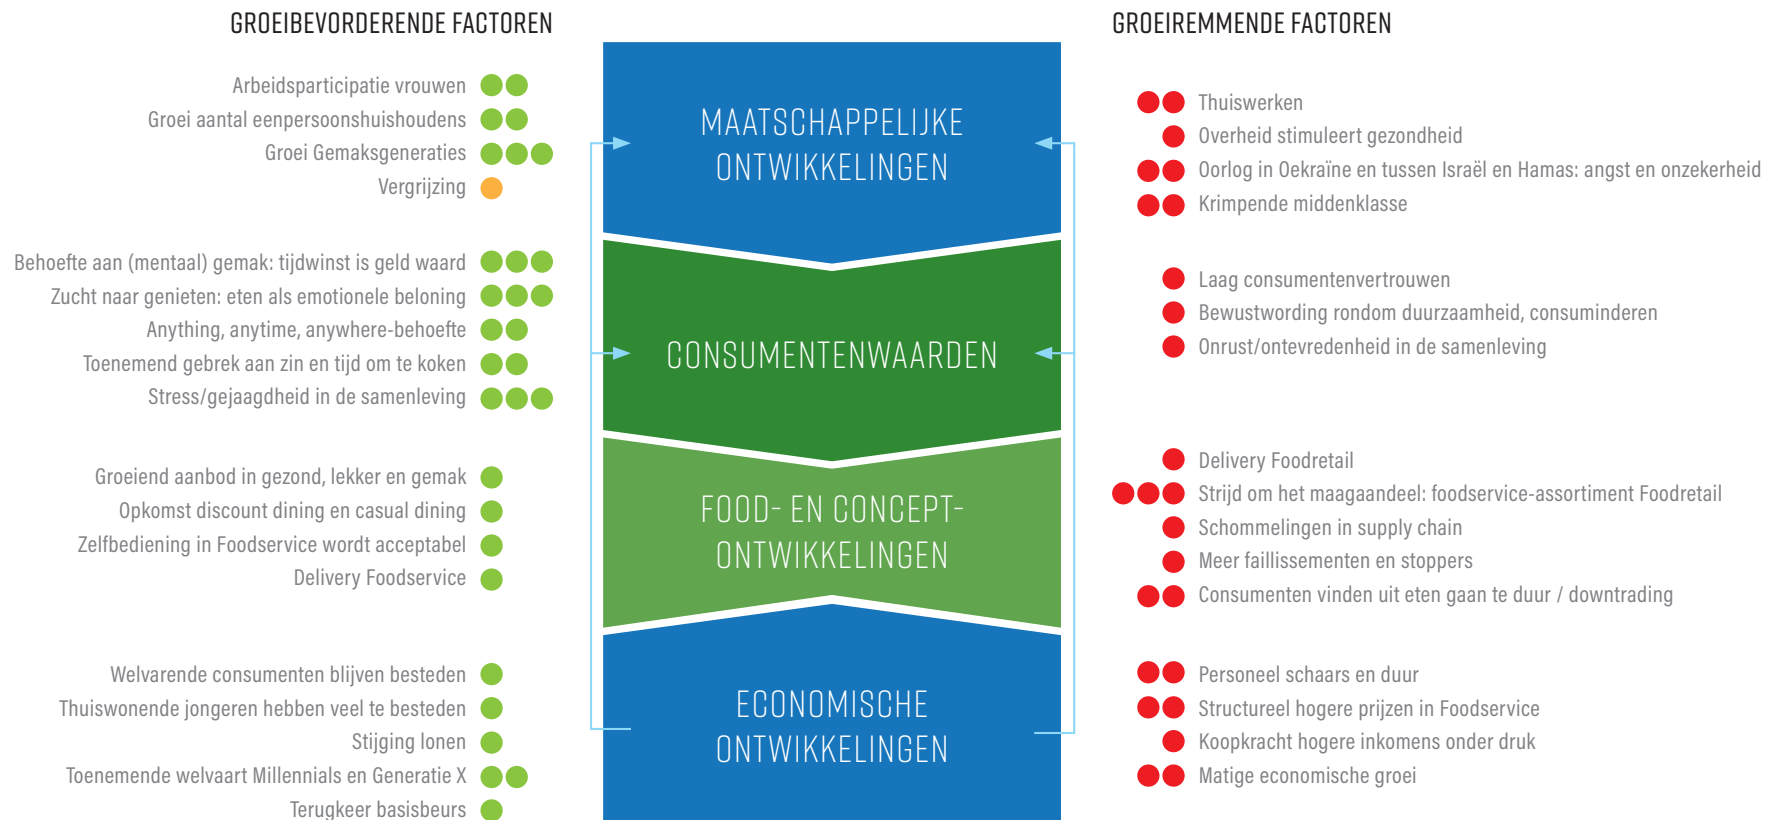 GROEIBEVORDERENDE FACTOREN
Arbeidsparticipatie vrouwen
Groei aantal eenpersoonshuishoudens
Groei Gemaksgeneraties
Vergrijzing
Behoefte aan (mentaal) gemak: tijdwinst is geld waard
Zucht naar genieten: eten als emotionele beloning
Anything, anytime, anywhere-behoefte
Toenemend gebrek aan zin en tijd om te koken
Stress/gejaagdheid in de samenleving
Groeiend aanbod in gezond, lekker en gemak
Opkomst discount dining en casual dining
Zelfbediening in Foodservice wordt acceptabel
Delivery Foodservice
Welvarende consumenten blijven besteden
Thuiswonende jongeren hebben veel te besteden
Stijging lonen
Toenemende welvaart Millennials en Generatie X
Terugkeer basisbeurs
MAATSCHAPPELIJKE
ONTWIKKELINGEN
CONSUMENTENWAARDEN
FOOD- EN CONCEPT-
ONTWIKKELINGEN
ECONOMISCHE
ONTWIKKELINGEN
GROEIREMMENDE FACTOREN
Thuiswerken
Overheid stimuleert gezondheid
Oorlog in Oekraïne en tussen Israël en Hamas: angst en onzekerheid
Krimpende middenklasse
Laag consumentenvertrouwen
Bewustwording rondom duurzaamheid, consuminderen
Onrust/ontevredenheid in de samenleving
Delivery Foodretail
Strijd om het maagaandeel: foodservice-assortiment Foodretail
Schommelingen in supply chain
Meer faillissementen en stoppers
Consumenten vinden uit eten gaan te duur / downtrading
Personeel schaars en duur
Structureel hogere prijzen in Foodservice
Koopkracht hogere inkomens onder druk
Matige economische groei